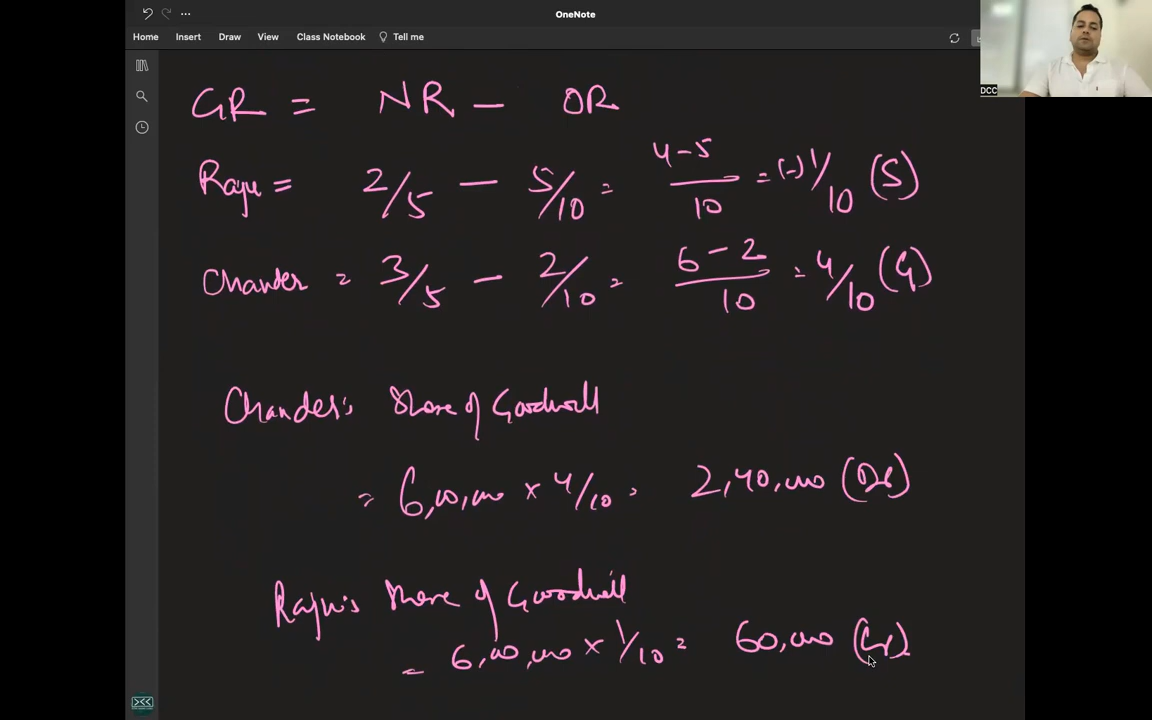 OneNote
Home Insert Draw View Class Notebook Tell me
DCC
GR = NR - OR
Raju = 2/5 - 5/10 = 4-5/10 = (-) 1/10 (S)
Chander = 3/5 - 2/10 = 6-2/10 = 4/10 (G)
Chander's Share of Goodwill
= 6,00,000 x 4/10 = 2,40,000 (Dr)
Raju's Share of Goodwill
= 6,00,000 x 1/10 = 60,000 (Cr)